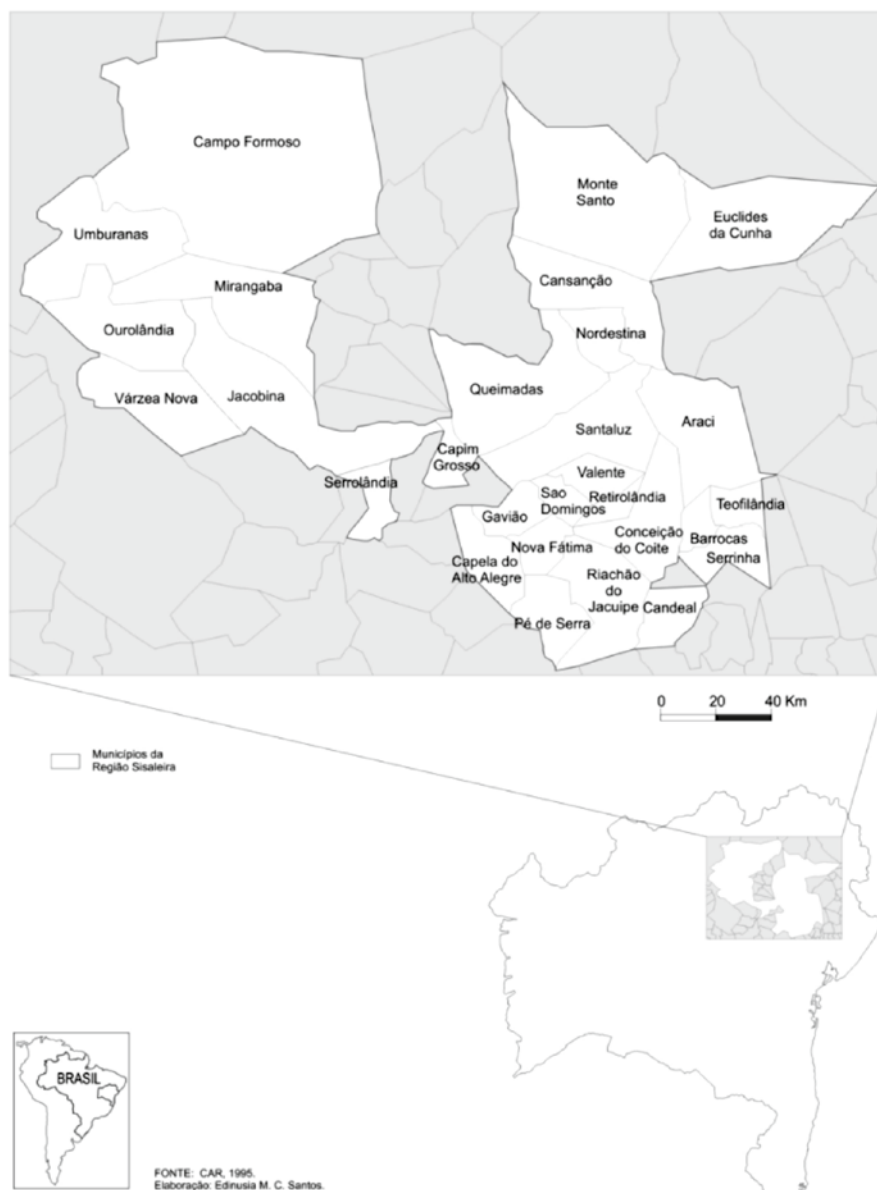 Campo Formoso
Monte
Santo
Euclides
da Cunha
Umburanas
Cansanção
Mirangaba
Ourolândia
Nordestina
Queimadas
Várzea Nova
Jacobina
Araci
Santaluz
Capim
Grosso
Valente
Serrolândia
Sao
Domingos
Retirolândia
Teofilândia
Gavião
Conceição
do Coite
Barrocas
Serrinha
Nova Fátima
Capela do
Alto Alegre
Riachão
do
Jacuipe
Candeal
Pé de Serra
0 20 40 Km
Municípios da
Região Sisaleira
BRASIL
FONTE: CAR, 1995.
Elaboração: Edinusia M. C. Santos.